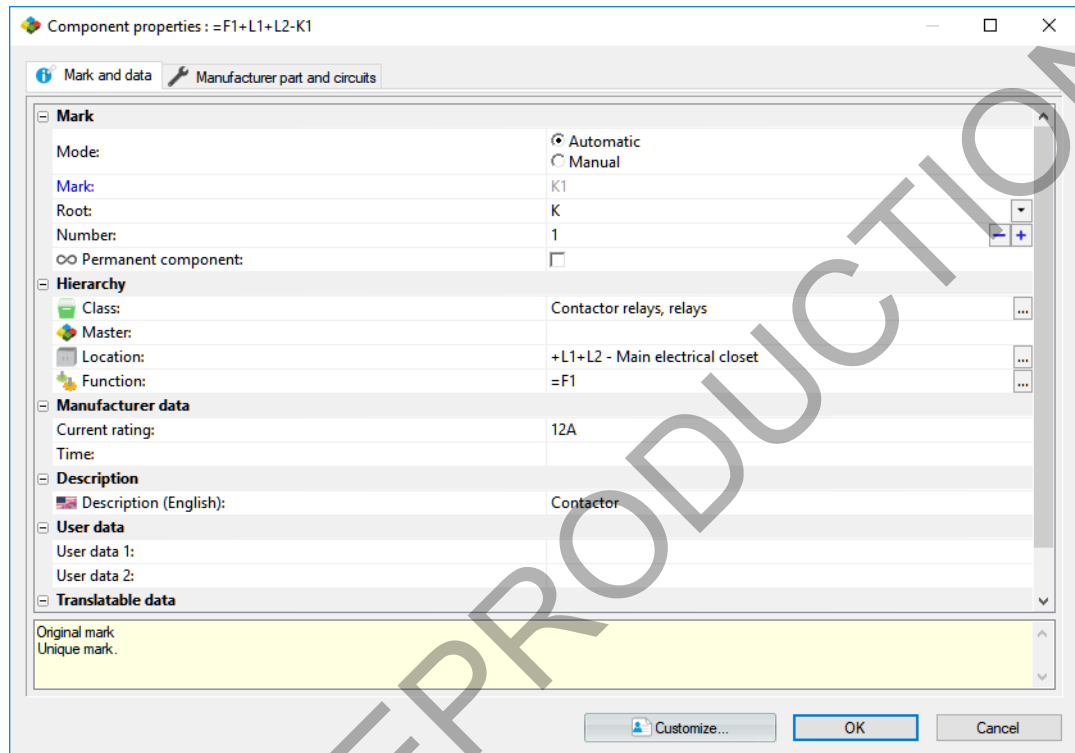 Component properties : =F1+L1+L2-K1
Mark and data
Manufacturer part and circuits
Mark
Mode:
Automatic
Manual
Mark: K1
Root: K
Number: 1
Permanent component:
Hierarchy
Class: Contactor relays, relays
...
Master:
Location: +L1+L2 - Main electrical closet
...
Function: =F1
...
Manufacturer data
Current rating: 12A
Time:
Description
Description (English): Contactor
User data
User data 1:
User data 2:
Translatable data
Original mark
Unique mark.
Customize...
OK
Cancel
EPRODUCTION